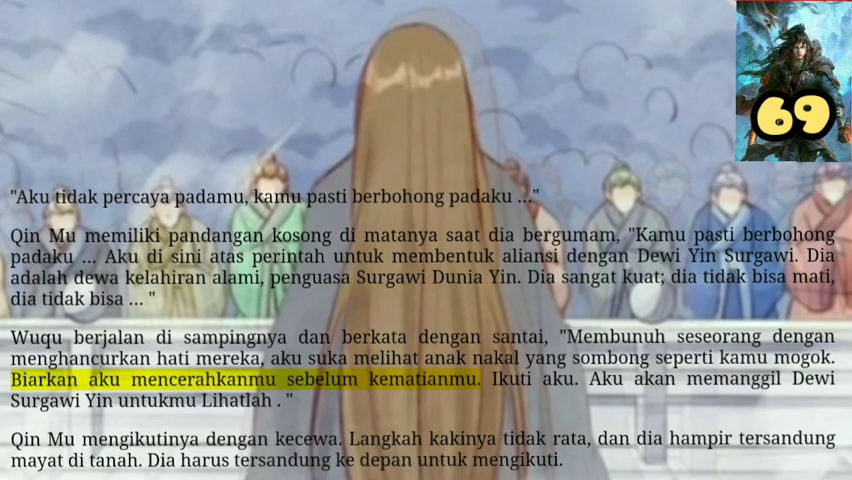 69
"Aku tidak percaya padamu, kamu pasti berbohong padaku ..."
Qin Mu memiliki pandangan kosong di matanya saat dia bergumam, "Kamu pasti berbohong
padaku ... Aku di sini atas perintah untuk membentuk aliansi dengan Dewi Yin Surgawi. Dia
adalah dewa kelahiran alami, penguasa Surgawi Dunia Yin. Dia sangat kuat; dia tidak bisa mati,
dia tidak bisa ... "
Wuqu berjalan di sampingnya dan berkata dengan santai, "Membunuh seseorang dengan
menghancurkan hati mereka, aku suka melihat anak nakal yang sombong seperti kamu mogok.
Biarkan aku mencerahkanmu sebelum kematianmu. Ikuti aku. Aku akan memanggil Dewi
Surgawi Yin untukmu Lihatlah . "
Qin Mu mengikutinya dengan kecewa. Langkah kakinya tidak rata, dan dia hampir tersandung
mayat di tanah. Dia harus tersandung ke depan untuk mengikuti.